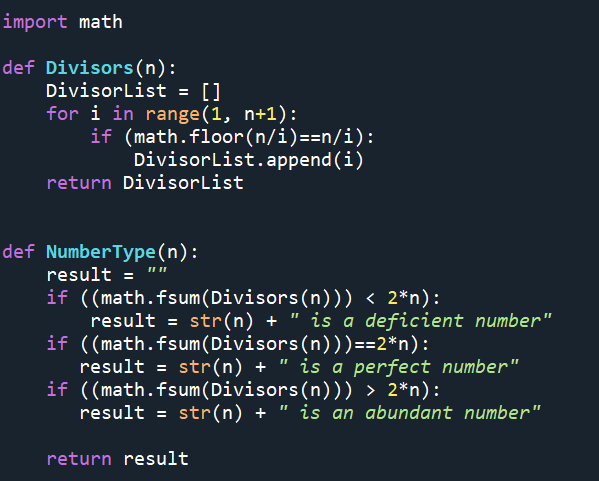 import math

def Divisors(n):
    DivisorList = []
    for i in range(1, n+1):
        if (math.floor(n/i)==n/i):
            DivisorList.append(i)
    return DivisorList


def NumberType(n):
    result = ""
    if ((math.fsum(Divisors(n))) < 2*n):
        result = str(n) + " is a deficient number"
    if ((math.fsum(Divisors(n)))==2*n):
       result = str(n) + " is a perfect number"
    if ((math.fsum(Divisors(n))) > 2*n):
       result = str(n) + " is an abundant number"

    return result